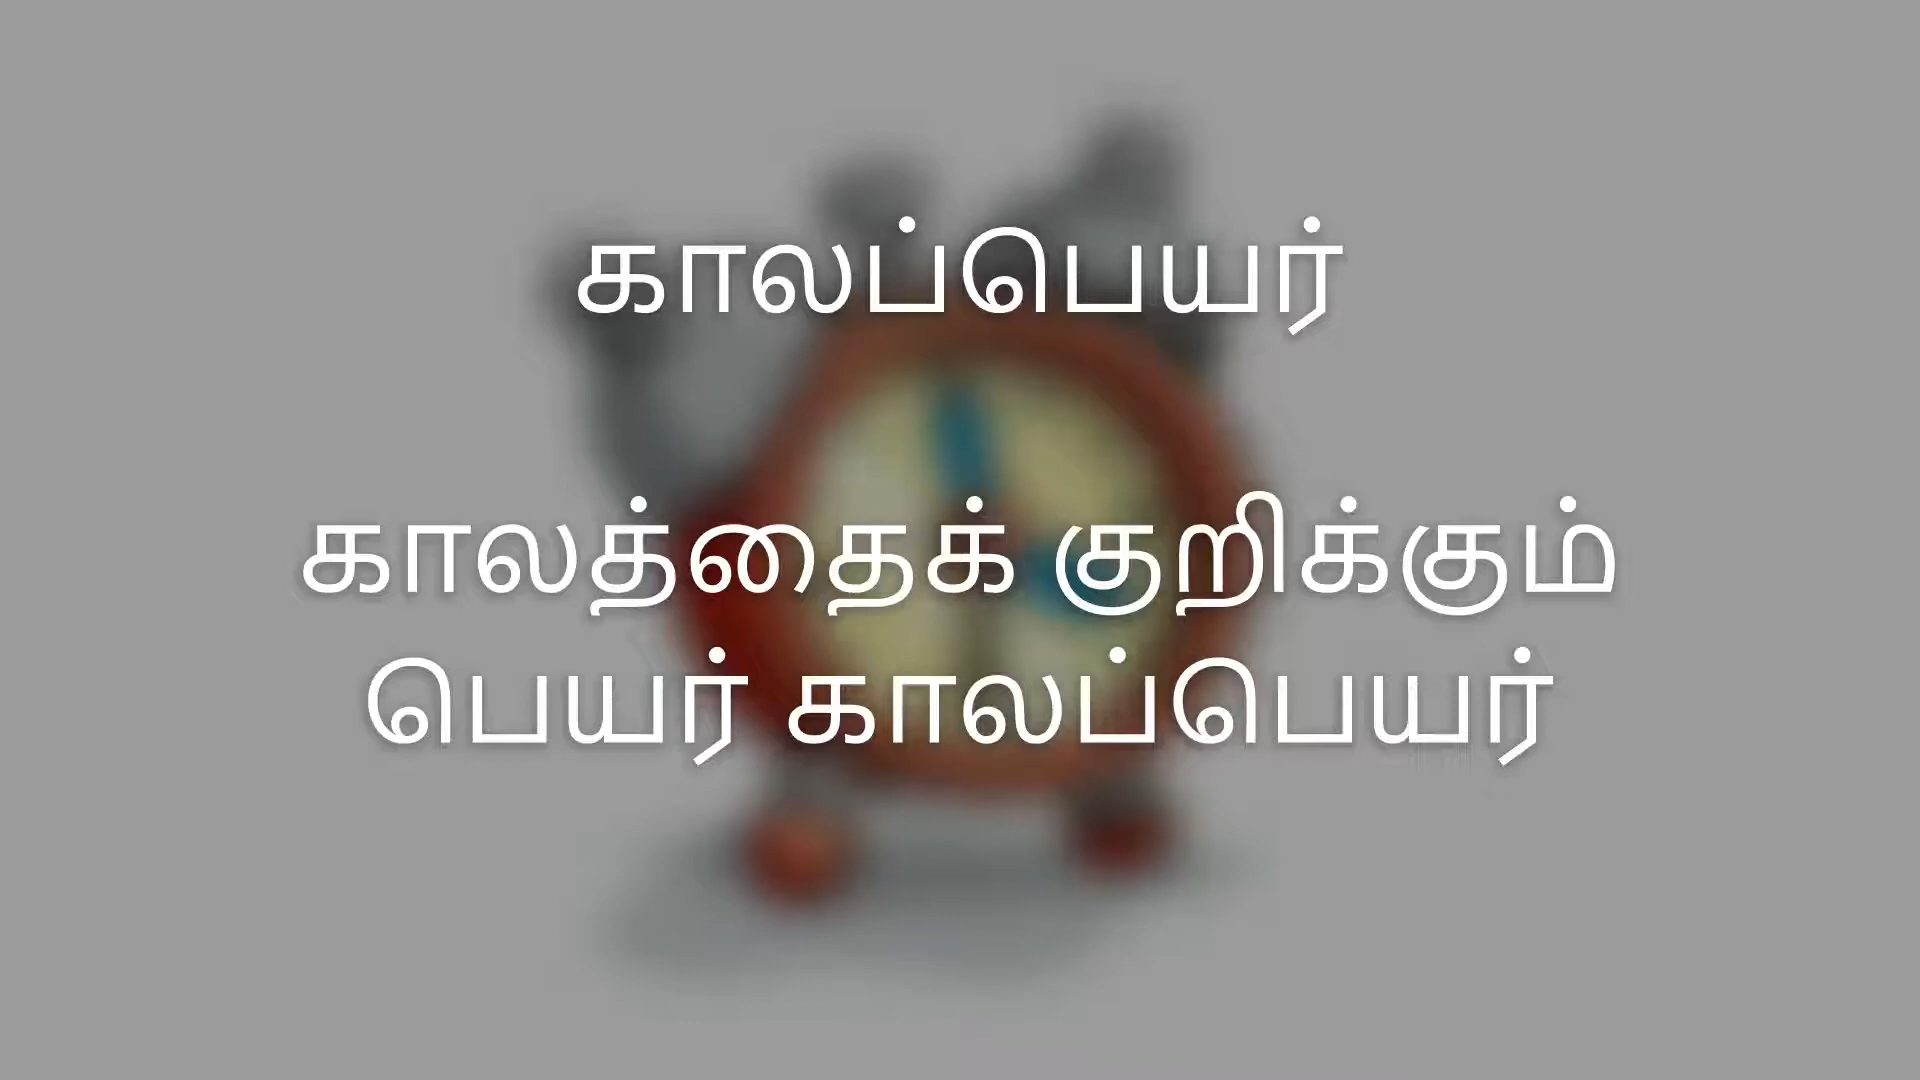 காலப்பெயர்
காலத்தைக் குறிக்கும்
பெயர் காலப்பெயர்